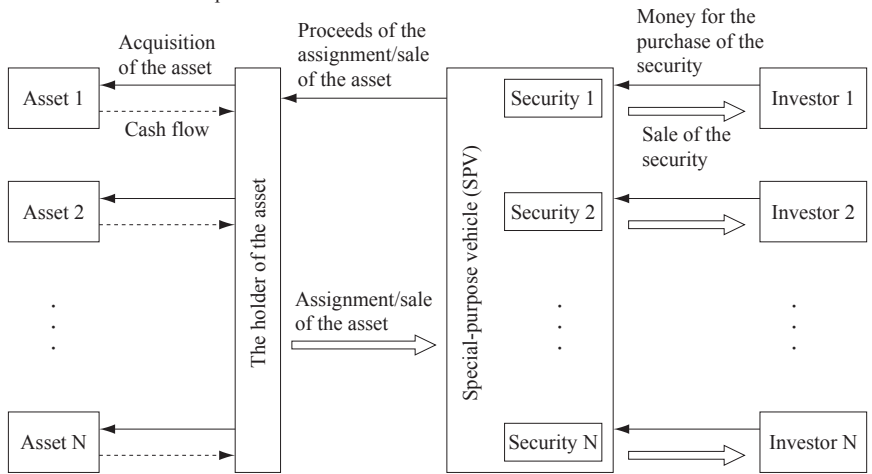 Acquisition
of the asset
Proceeds of the
assignment/sale
of the asset
Money for the
purchase of the
security
Asset 1
Cash flow
Security 1
Investor 1
Sale of the
security
Asset 2
The holder of the asset
Special-purpose vehicle (SPV)
Security 2
Investor 2
Assignment/sale
of the asset
Asset N
Security N
Investor N